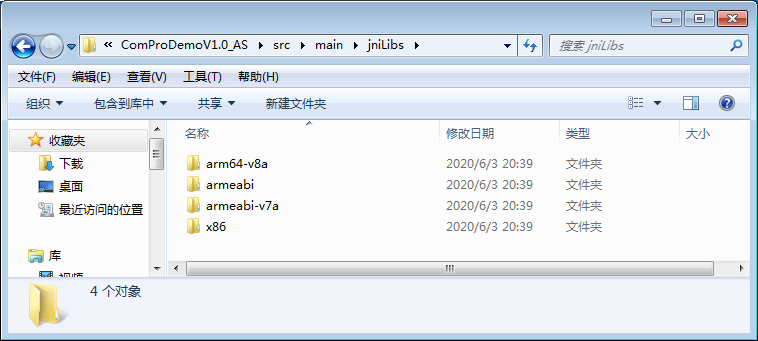 « ComProDemoV1.0_AS ▸ src ▸ main ▸ jniLibs ▸
搜索 jniLibs
文件(F) 编辑(E) 查看(V) 工具(T) 帮助(H)
组织 包含到库中 共享 新建文件夹
收藏夹
下载
桌面
最近访问的位置
库
视频
名称 修改日期 类型 大小
arm64-v8a 2020/6/3 20:39 文件夹
armeabi 2020/6/3 20:39 文件夹
armeabi-v7a 2020/6/3 20:39 文件夹
x86 2020/6/3 20:39 文件夹
4 个对象